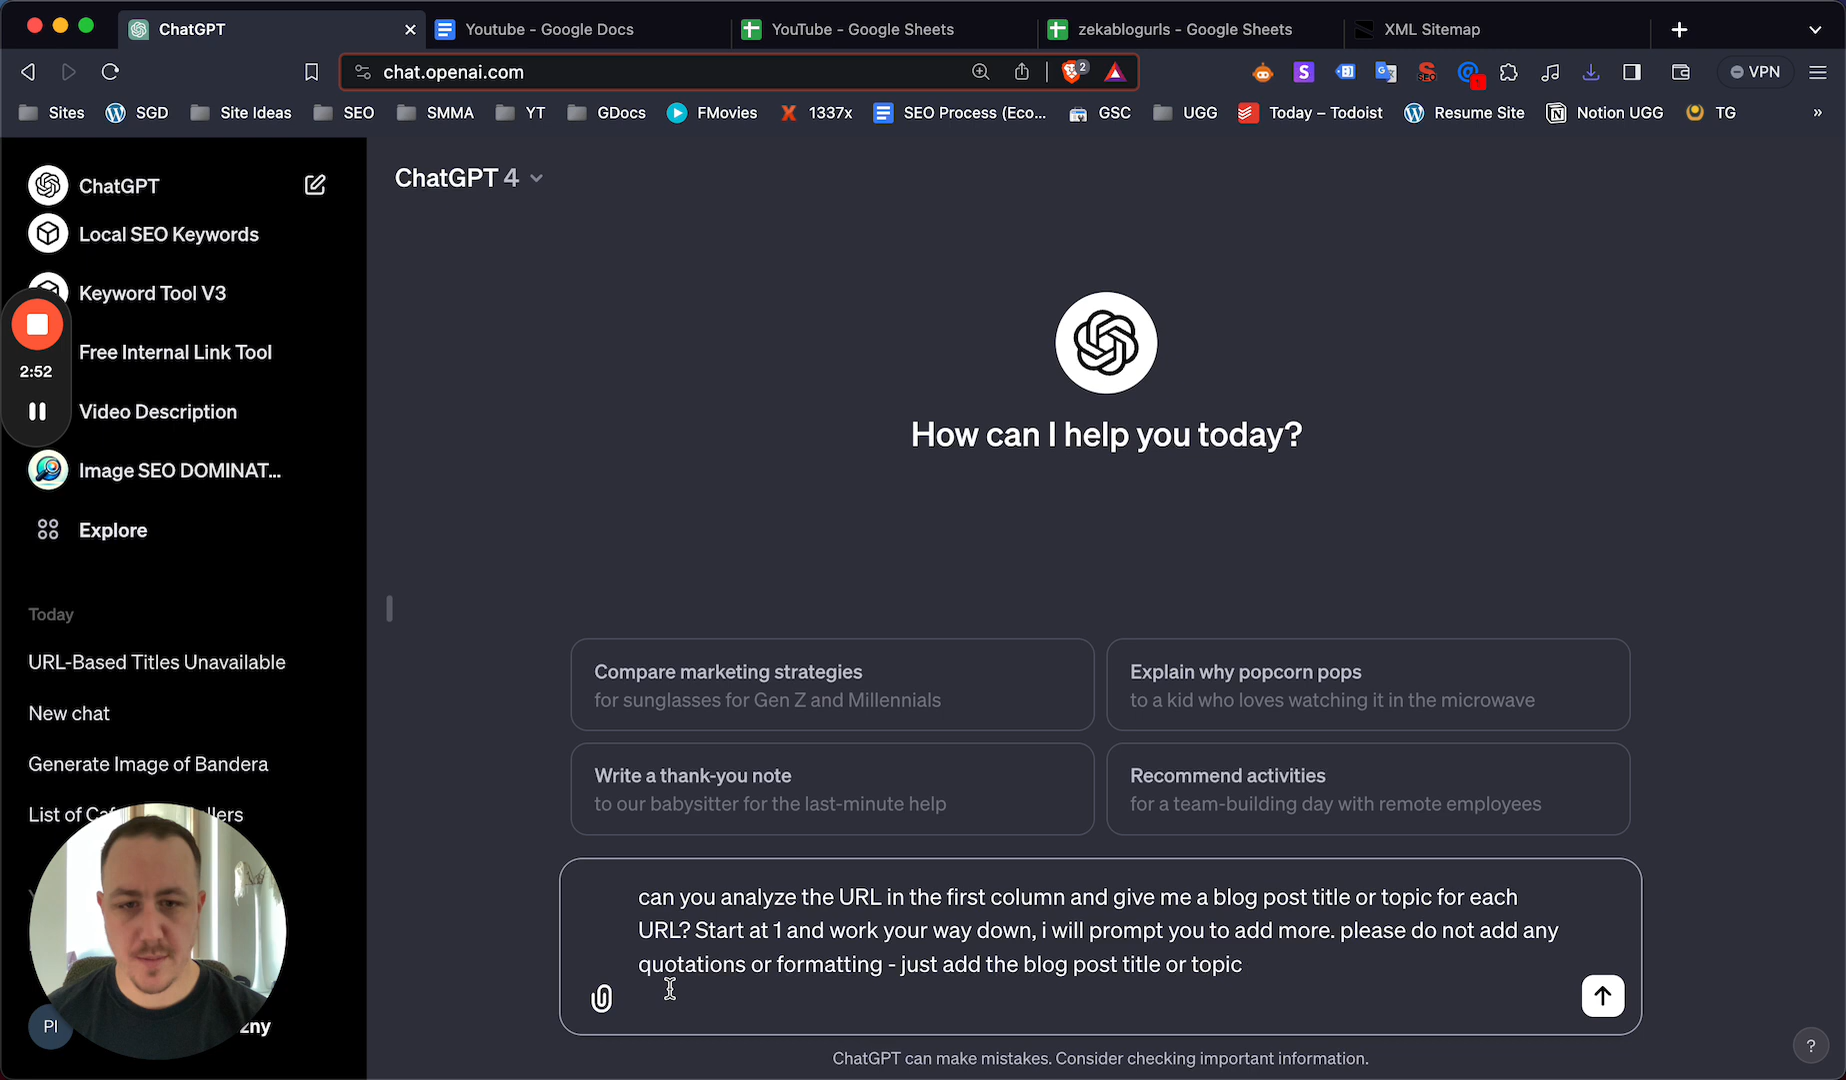 ChatGPT
Youtube - Google Docs
YouTube - Google Sheets
zekablogurls - Google Sheets
XML Sitemap
chat.openai.com
2
SEO
1
VPN
Sites
SGD
Site Ideas
SEO
SMMA
YT
GDocs
FMovies
1337x
SEO Process (Eco...
GSC
UGG
Today – Todoist
Resume Site
Notion UGG
TG
»
ChatGPT
Local SEO Keywords
Keyword Tool V3
Free Internal Link Tool
2:52
Video Description
Image SEO DOMINAT...
Explore
Today
URL-Based Titles Unavailable
New chat
Generate Image of Bandera
List of
PI
ChatGPT 4
How can I help you today?
Compare marketing strategies
for sunglasses for Gen Z and Millennials
Explain why popcorn pops
to a kid who loves watching it in the microwave
Write a thank-you note
to our babysitter for the last-minute help
Recommend activities
for a team-building day with remote employees
can you analyze the URL in the first column and give me a blog post title or topic for each
URL? Start at 1 and work your way down, i will prompt you to add more. please do not add any
quotations or formatting - just add the blog post title or topic
ChatGPT can make mistakes. Consider checking important information.
?